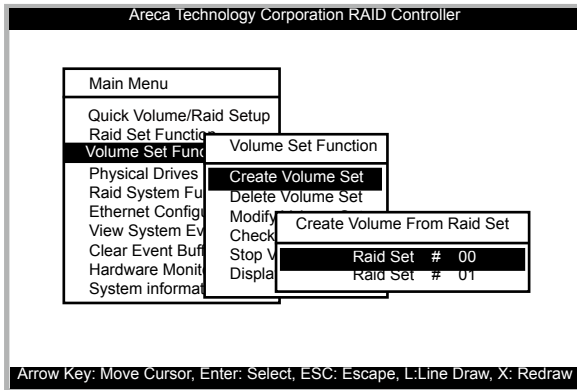 Areca Technology Corporation RAID Controller
Main Menu
Quick Volume/Raid Setup
Raid Set Function
Volume Set Func
Physical Drives
Raid System Fu
Ethernet Configu
View System Ev
Clear Event Buff
Hardware Monit
System informat
Volume Set Function
Create Volume Set
Delete Volume Set
Modify
Check
Stop V
Displa
Create Volume From Raid Set
Raid Set # 00
Raid Set # 01
Arrow Key: Move Cursor, Enter: Select, ESC: Escape, L:Line Draw, X: Redraw